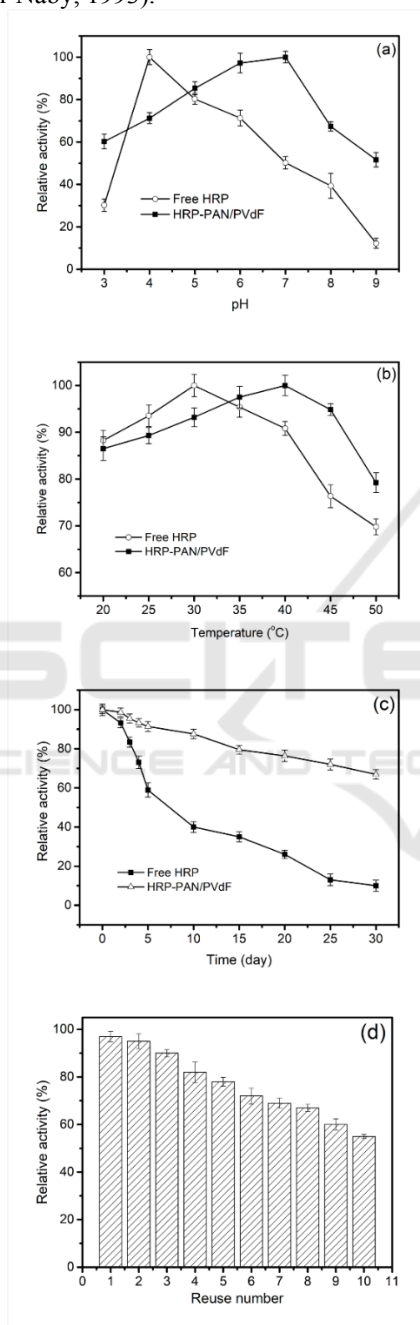 l Naby, 1993).
(a)
Relative activity (%)
100
80
60
40
20
0
Free HRP
HRP-PAN/PVdF
3 4 5 6 7 8 9
pH
(b)
Relative activity (%)
100
90
80
70
60
Free HRP
HRP-PAN/PVdF
20 25 30 35 40 45 50
Temperature (°C)
SCITE
(c)
Relative activity (%)
100
80
60
40
20
0
IENCE AND TEC
Free HRP
HRP-PAN/PVdF
0 5 10 15 20 25 30
Time (day)
(d)
Relative activity (%)
100
80
60
40
20
0
0 1 2 3 4 5 6 7 8 9 10 11
Reuse number